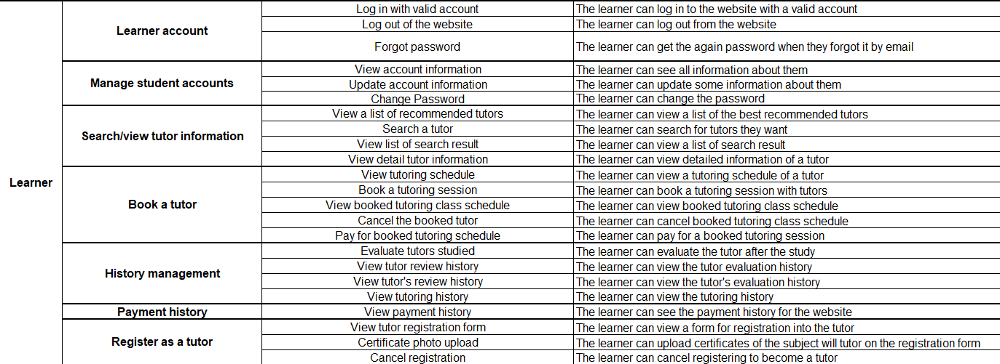 Learner
Learner account
Log in with valid account
The learner can log in to the website with a valid account
Log out of the website
The learner can log out from the website
Forgot password
The learner can get the again password when they forgot it by email
Manage student accounts
View account information
The learner can see all information about them
Update account information
The learner can update some information about them
Change Password
The learner can change the password
Search/view tutor information
View a list of recommended tutors
The learner can view a list of the best recommended tutors
Search a tutor
The learner can search for tutors they want
View list of search result
The learner can view a list of search result
View detail tutor information
The learner can view detailed information of a tutor
Book a tutor
View tutoring schedule
The learner can view a tutoring schedule of a tutor
Book a tutoring session
The learner can book a tutoring session with tutors
View booked tutoring class schedule
The learner can view booked tutoring class schedule
Cancel the booked tutor
The learner can cancel booked tutoring class schedule
Pay for booked tutoring schedule
The learner can pay for a booked tutoring session
History management
Evaluate tutors studied
The learner can evaluate the tutor after the study
View tutor review history
The learner can view the tutor evaluation history
View tutor's review history
The learner can view the tutor's evaluation history
View tutoring history
The learner can view the tutoring history
Payment history
View payment history
The learner can see the payment history for the website
Register as a tutor
View tutor registration form
The learner can view a form for registration into the tutor
Certificate photo upload
The learner can upload certificates of the subject will tutor on the registration form
Cancel registration
The learner can cancel registering to become a tutor